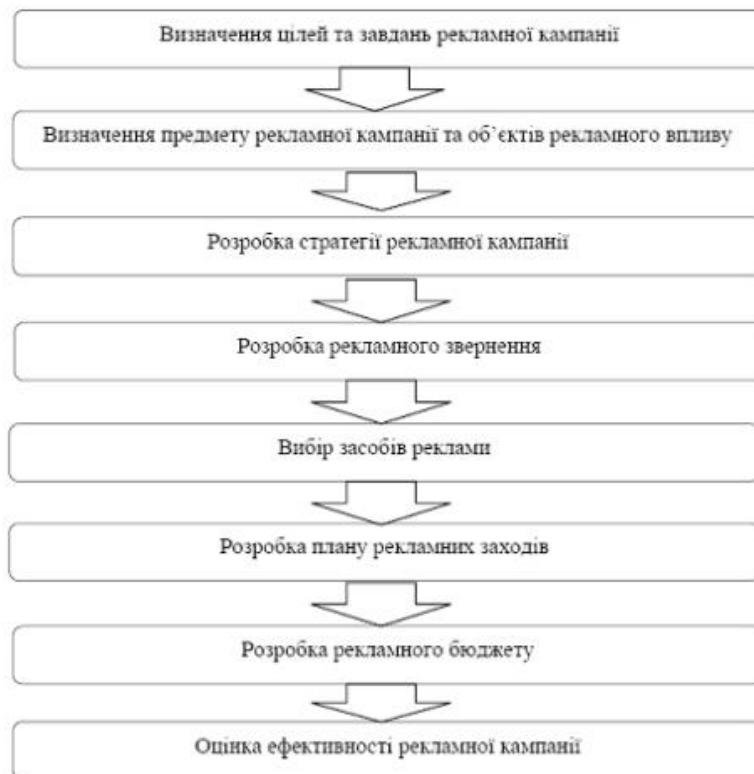 Визначення цілей та завдань рекламної кампанії
Визначення предмету рекламної кампанії та об’єктів рекламного впливу
Розробка стратегії рекламної кампанії
Розробка рекламного звернення
Вибір засобів реклами
Розробка плану рекламних заходів
Розробка рекламного бюджету
Оцінка ефективності рекламної кампанії